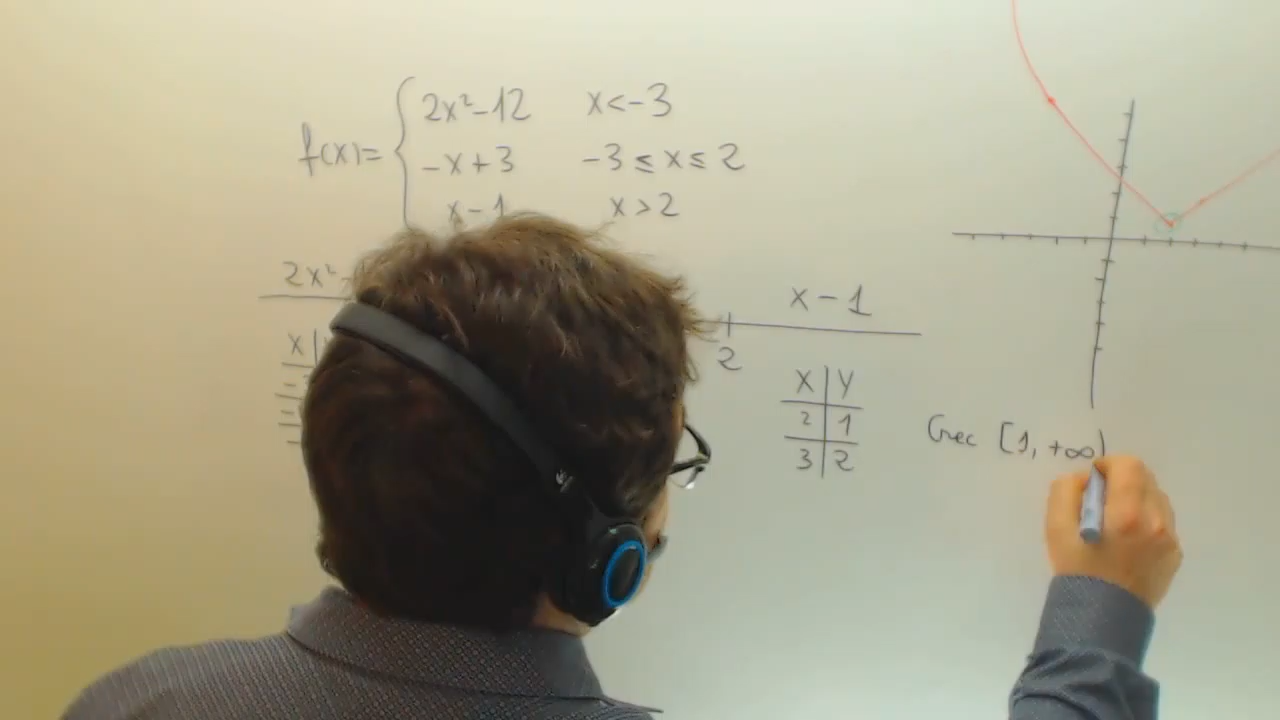 f(x)= { 2x²-12 x<-3
-x+3 -3≤x≤2
x-1 x>2
2x²-
x-1
2
X Y
2 1
3 2
X
Crec [1,+∞)